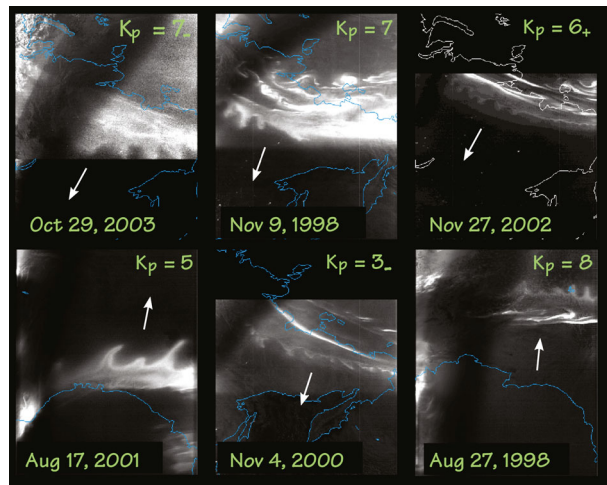 Kp = 7-
Kp = 7
Kp = 6+
Oct 29, 2003
Nov 9, 1998
Nov 27, 2002
Kp = 5
Kp = 3-
Kp = 8
Aug 17, 2001
Nov 4, 2000
Aug 27, 1998